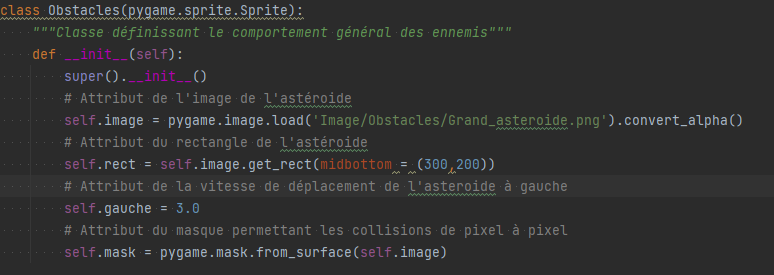 class Obstacles(pygame.sprite.Sprite):
"""Classe définissant le comportement général des ennemis"""
def __init__(self):
super().__init__()
# Attribut de l'image de l'astéroide
self.image = pygame.image.load('Image/Obstacles/Grand_asteroide.png').convert_alpha()
# Attribut du rectangle de l'astéroide
self.rect = self.image.get_rect(midbottom = (300,200))
# Attribut de la vitesse de déplacement de l'asteroide à gauche
self.gauche = 3.0
# Attribut du masque permettant les collisions de pixel à pixel
self.mask = pygame.mask.from_surface(self.image)